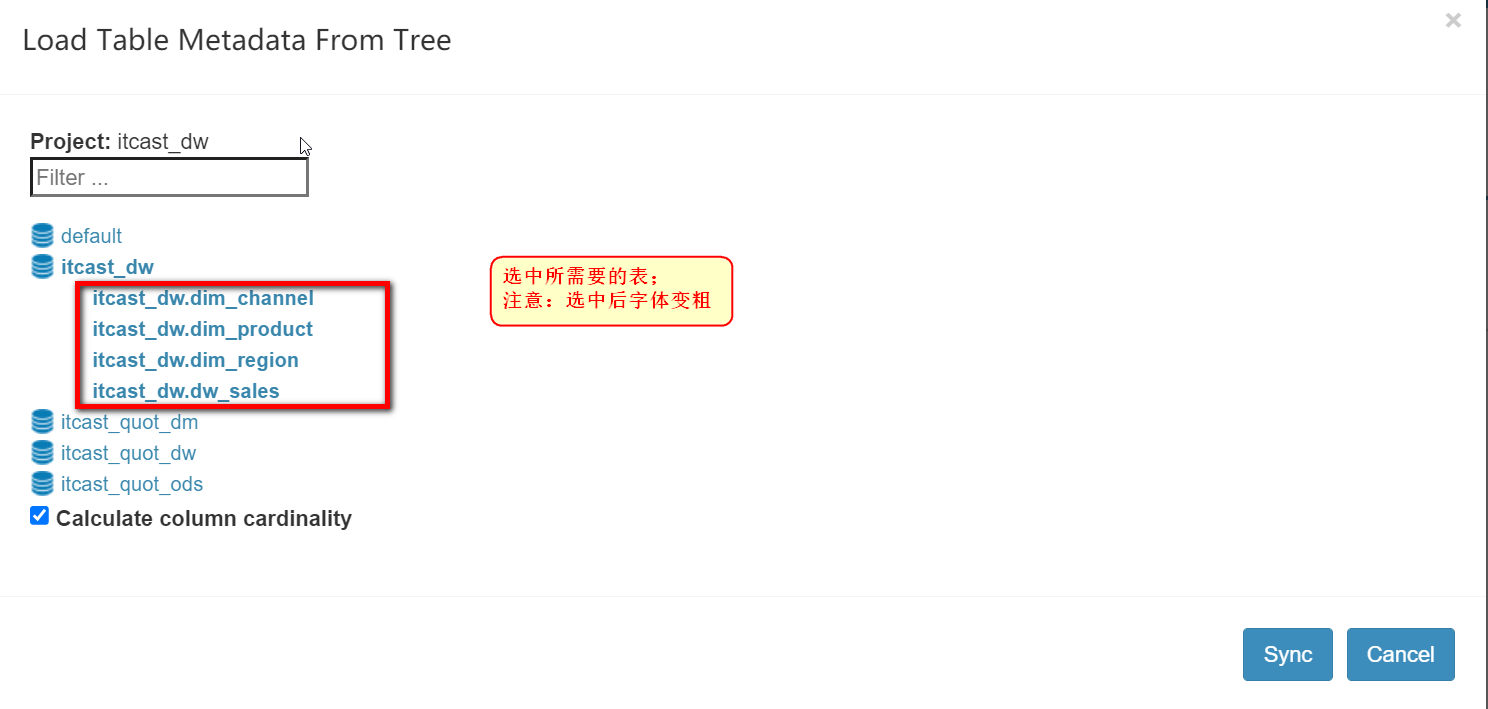 Load Table Metadata From Tree
×
Project: itcast_dw
Filter ...
default
itcast_dw
itcast_dw.dim_channel
itcast_dw.dim_product
itcast_dw.dim_region
itcast_dw.dw_sales
选中所需要的表；
注意：选中后字体变粗
itcast_quot_dm
itcast_quot_dw
itcast_quot_ods
Calculate column cardinality
Sync
Cancel